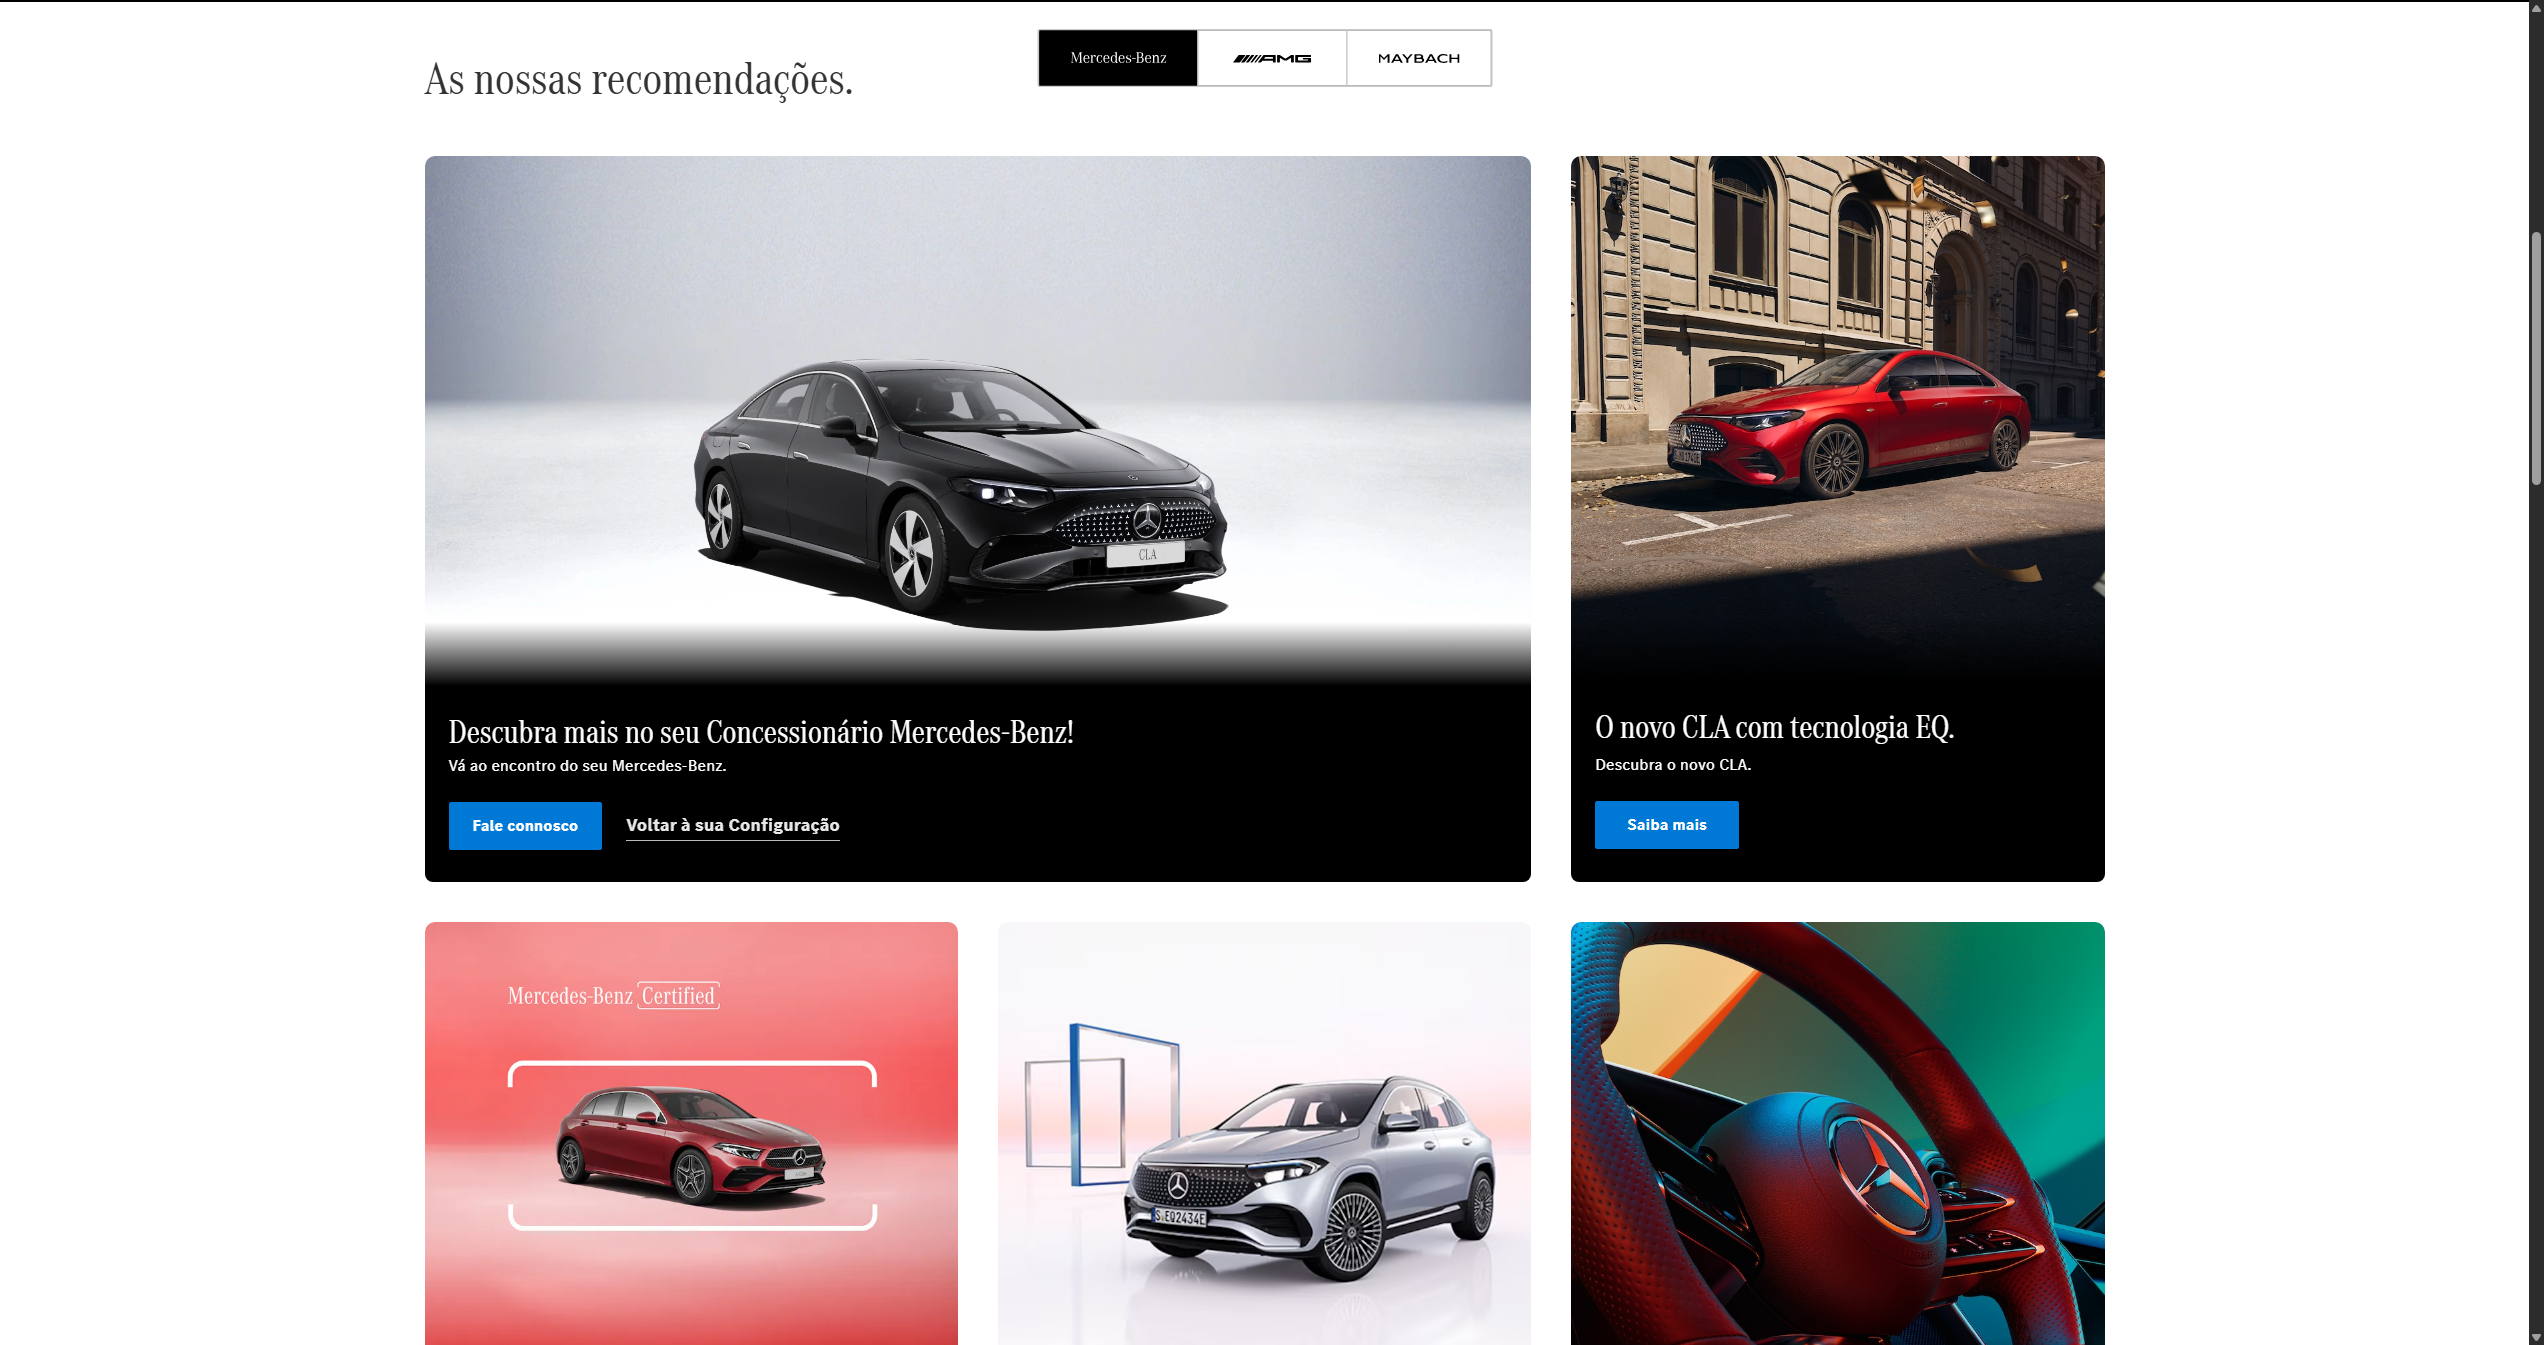 Mercedes-Benz
AMG
MAYBACH
As nossas recomendações.
CLA
Descubra mais no seu Concessionário Mercedes-Benz!
Vá ao encontro do seu Mercedes-Benz.
Fale connosco
Voltar à sua Configuração
O novo CLA com tecnologia EQ.
Descubra o novo CLA.
Saiba mais
Mercedes-Benz Certified
S EQ2434E